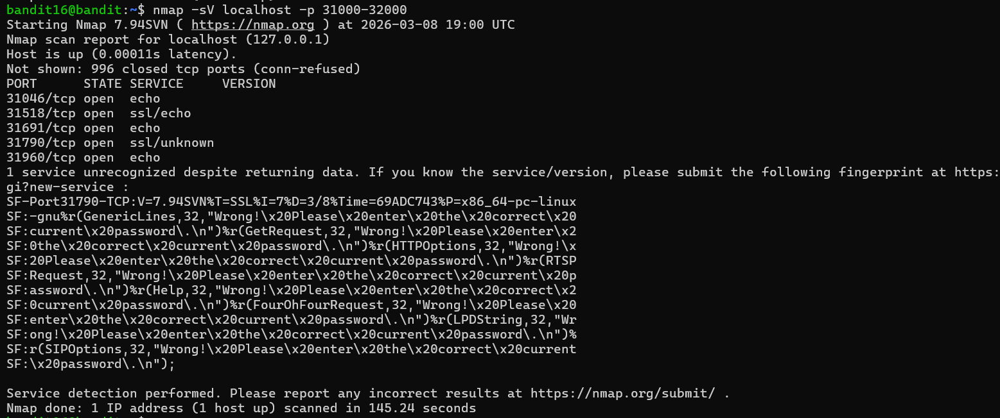 bandit16@bandit:~$ nmap -sV localhost -p 31000-32000
Starting Nmap 7.94SVN ( https://nmap.org ) at 2026-03-08 19:00 UTC
Nmap scan report for localhost (127.0.0.1)
Host is up (0.00011s latency).
Not shown: 996 closed tcp ports (conn-refused)
PORT      STATE SERVICE     VERSION
31046/tcp open  echo
31518/tcp open  ssl/echo
31691/tcp open  echo
31790/tcp open  ssl/unknown
31960/tcp open  echo
1 service unrecognized despite returning data. If you know the service/version, please submit the following fingerprint at https:
gi?new-service :
SF-Port31790-TCP:V=7.94SVN%T=SSL%I=7%D=3/8%Time=69ADC743%P=x86_64-pc-linux
SF:-gnu%r(GenericLines,32,"Wrong!\x20Please\x20enter\x20the\x20correct\x20
SF:current\x20password\.\n")%r(GetRequest,32,"Wrong!\x20Please\x20enter\x2
SF:0the\x20correct\x20current\x20password\.\n")%r(HTTPOptions,32,"Wrong!\x
SF:20Please\x20enter\x20the\x20correct\x20current\x20password\.\n")%r(RTSP
SF:Request,32,"Wrong!\x20Please\x20enter\x20the\x20correct\x20current\x20p
SF:assword\.\n")%r(Help,32,"Wrong!\x20Please\x20enter\x20the\x20correct\x2
SF:0current\x20password\.\n")%r(FourOhFourRequest,32,"Wrong!\x20Please\x20
SF:enter\x20the\x20correct\x20current\x20password\.\n")%r(LPDString,32,"Wr
SF:ong!\x20Please\x20enter\x20the\x20correct\x20current\x20password\.\n")%
SF:r(SIPOptions,32,"Wrong!\x20Please\x20enter\x20the\x20correct\x20current
SF:\x20password\.\n");

Service detection performed. Please report any incorrect results at https://nmap.org/submit/ .
Nmap done: 1 IP address (1 host up) scanned in 145.24 seconds